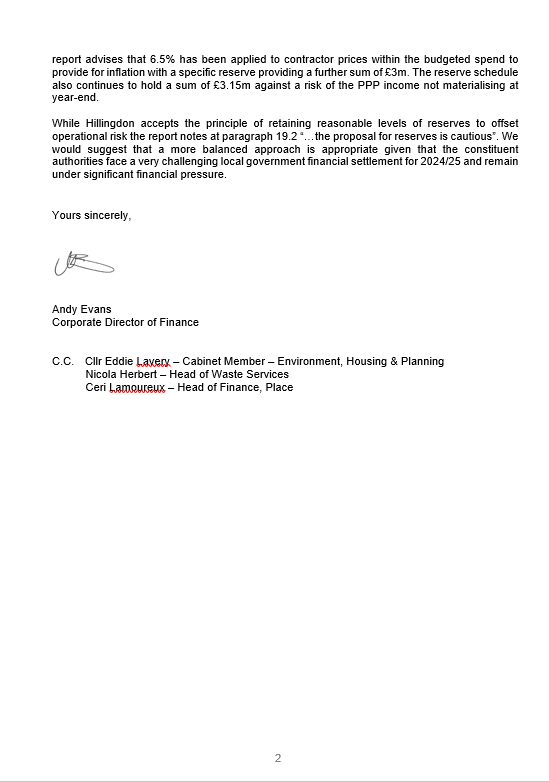 report advises that 6.5% has been applied to contractor prices within the budgeted spend to
provide for inflation with a specific reserve providing a further sum of £3m. The reserve schedule
also continues to hold a sum of £3.15m against a risk of the PPP income not materialising at
year-end.
While Hillingdon accepts the principle of retaining reasonable levels of reserves to offset
operational risk the report notes at paragraph 19.2 “…the proposal for reserves is cautious”. We
would suggest that a more balanced approach is appropriate given that the constituent
authorities face a very challenging local government financial settlement for 2024/25 and remain
under significant financial pressure.
Yours sincerely,
Andy Evans
Corporate Director of Finance
C.C. Cllr Eddie Lavery – Cabinet Member – Environment, Housing & Planning
Nicola Herbert – Head of Waste Services
Ceri Lamoureux – Head of Finance, Place
2